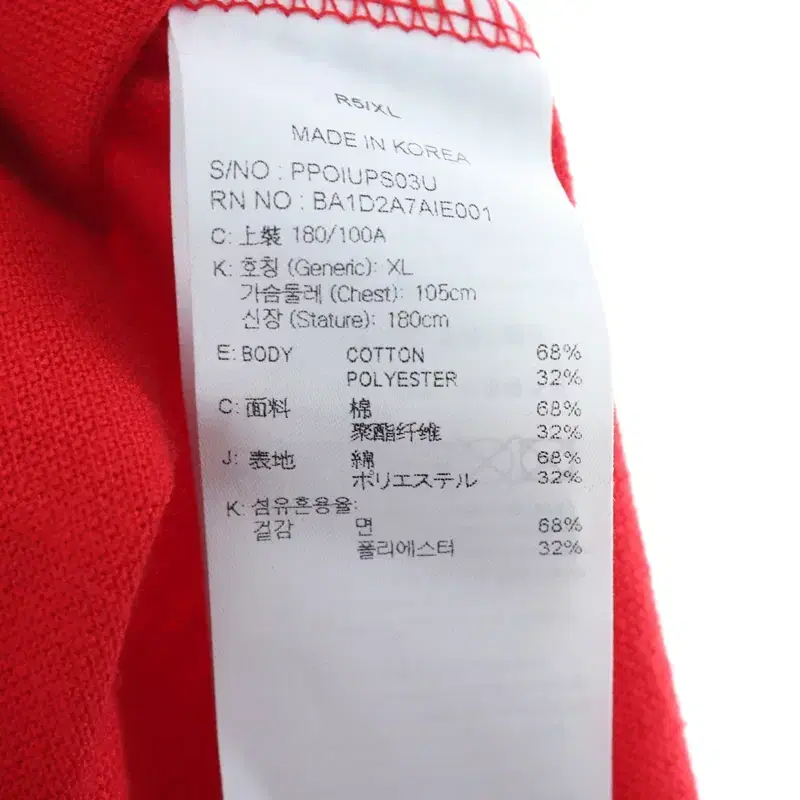 R5/XL
MADE IN KOREA
S/NO : PPOIUPS03U
RN NO : BA1D2A7AIE001
C: 上裝 180/100A
K: 호칭 (Generic): XL
가슴둘레 (Chest): 105cm
신장 (Stature): 180cm
E: BODY COTTON 68%
POLYESTER 32%
C: 面料 棉 68%
聚酯纤维 32%
J: 表地 綿 68%
ポリエステル 32%
K: 섬유혼용율:
겉감 면 68%
폴리에스터 32%